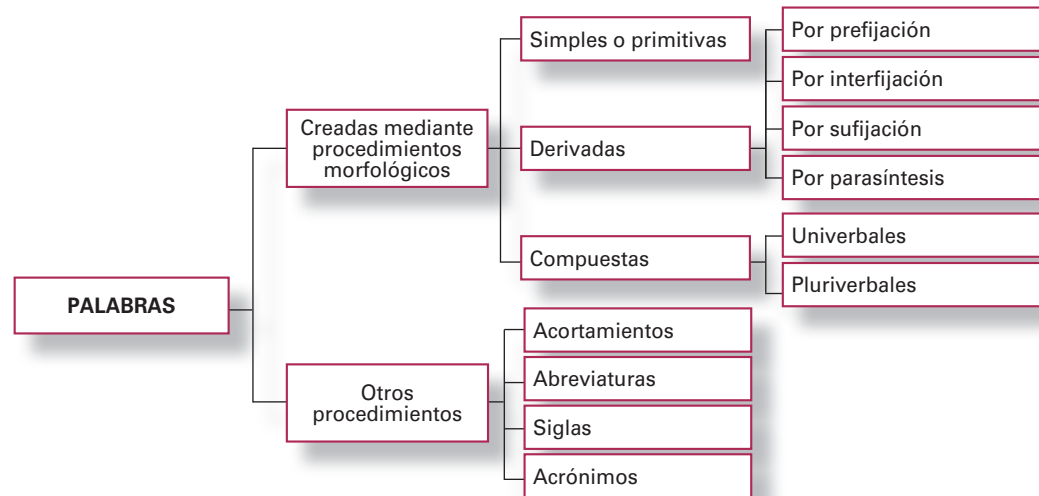 PALABRAS
Creadas mediante
procedimientos
morfológicos
Simples o primitivas
Derivadas
Por prefijación
Por interfijación
Por sufijación
Por parasíntesis
Compuestas
Univerbales
Pluriverbales
Otros
procedimientos
Acortamientos
Abreviaturas
Siglas
Acrónimos